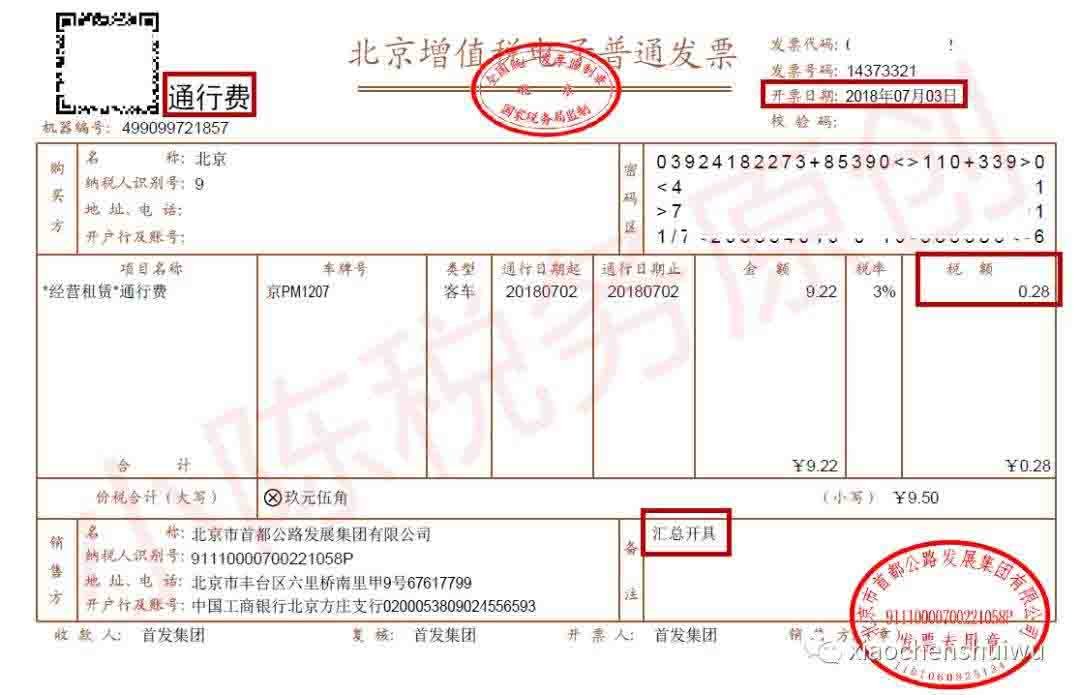 北京增值税电子普通发票
通行费
机器编号: 499099721857
发票代码: (
发票号码: 14373321
开票日期: 2018年07月03日
校 验 码:
全国统一发票监制章
北 京
国家税务局监制
购买方
名 称: 北京
纳税人识别号: 9
地 址、电 话:
开户行及账号:
密码区
03924182273+85390<>110+339>0
<4 1
>7 1
1/7 6
项目名称 车牌号 类型 通行日期起 通行日期止 金 额 税率 税 额
*经营租赁*通行费 京PM1207 客车 20180702 20180702 9.22 3% 0.28
合 计 ¥9.22 ¥0.28
价税合计(大写) ⊗玖元伍角 (小写) ¥9.50
销售方
名 称: 北京市首都公路发展集团有限公司
纳税人识别号: 91110000700221058P
地 址、电 话: 北京市丰台区六里桥南里甲9号67617799
开户行及账号: 中国工商银行北京方庄支行0200053809024556593
备注
汇总开具
收 款 人: 首发集团 复 核: 首发集团 开 票 人: 首发集团 销 售 方:
北京市首都公路发展集团有限公司
91110000700221058P
发票专用章
小陈税务原创
xiaochenshuiwu